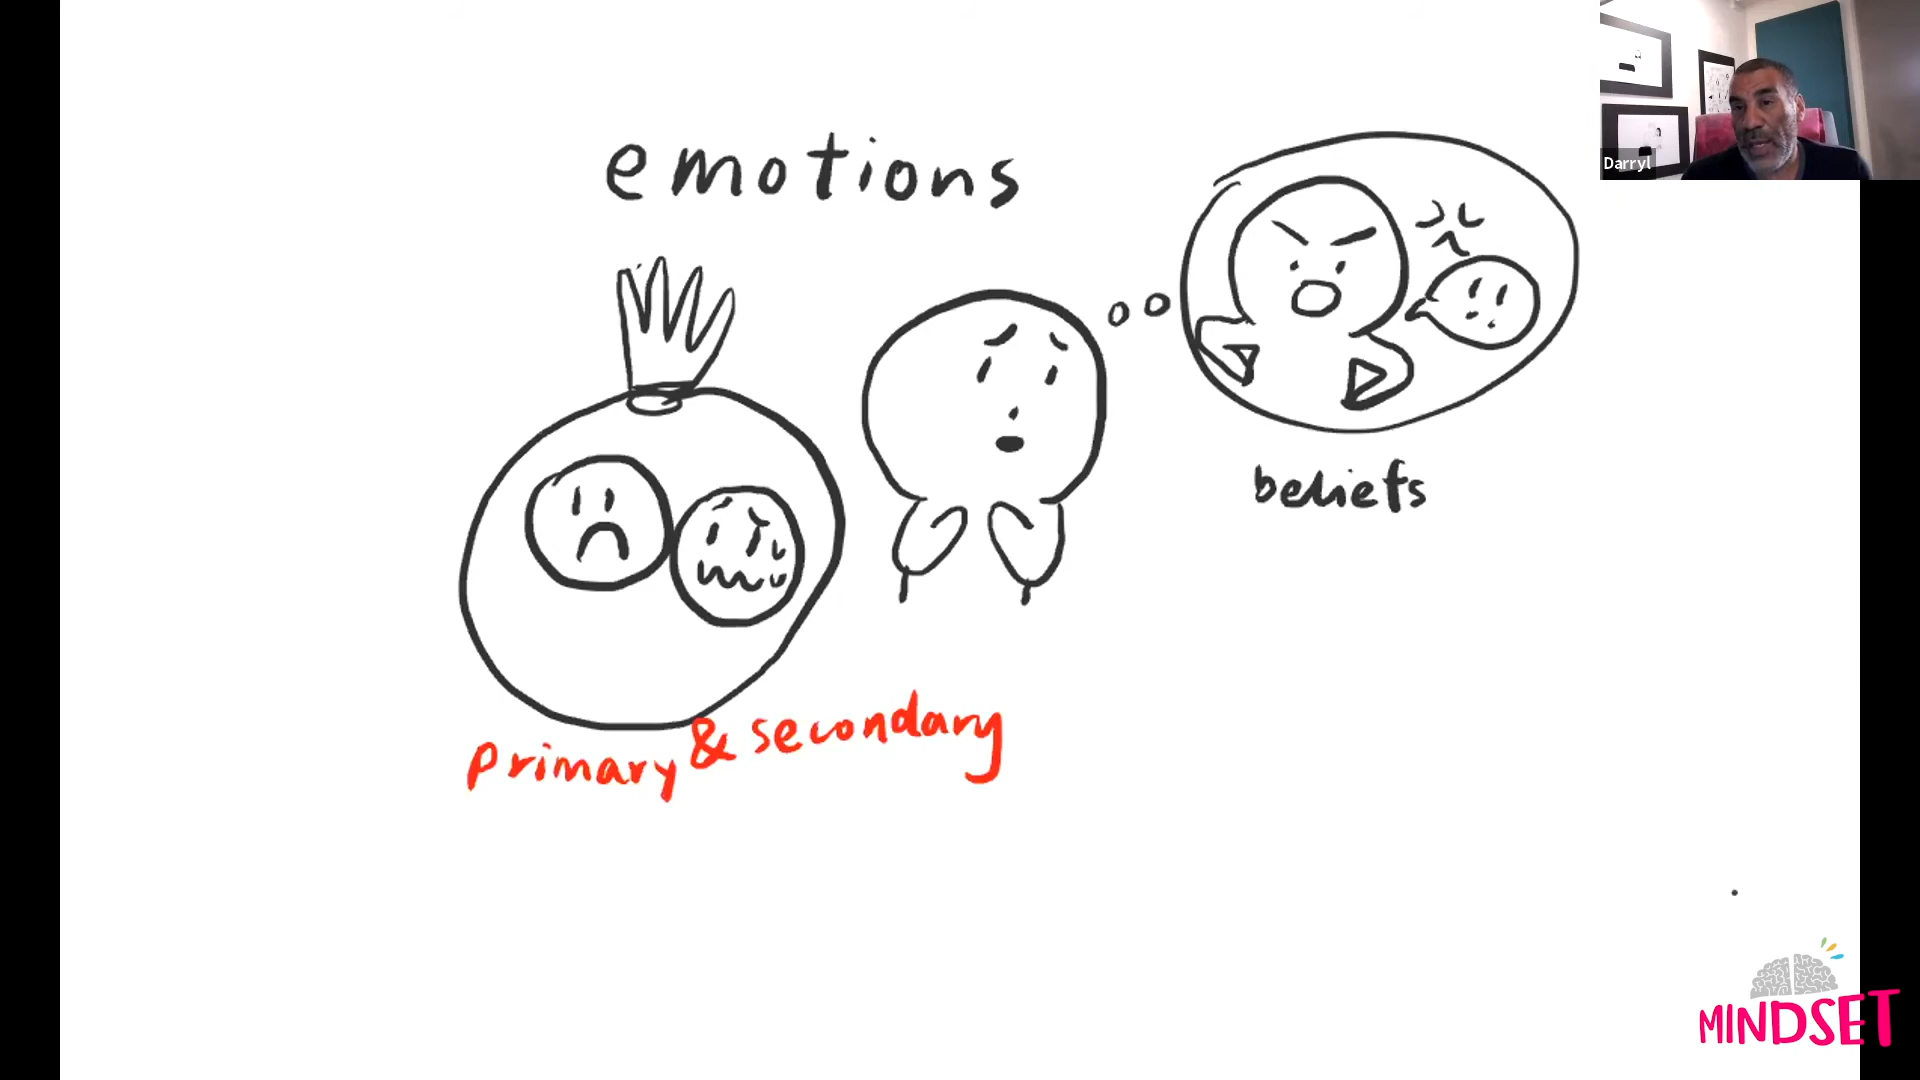 Darryl
emotions
beliefs
primary & secondary
MINDSET